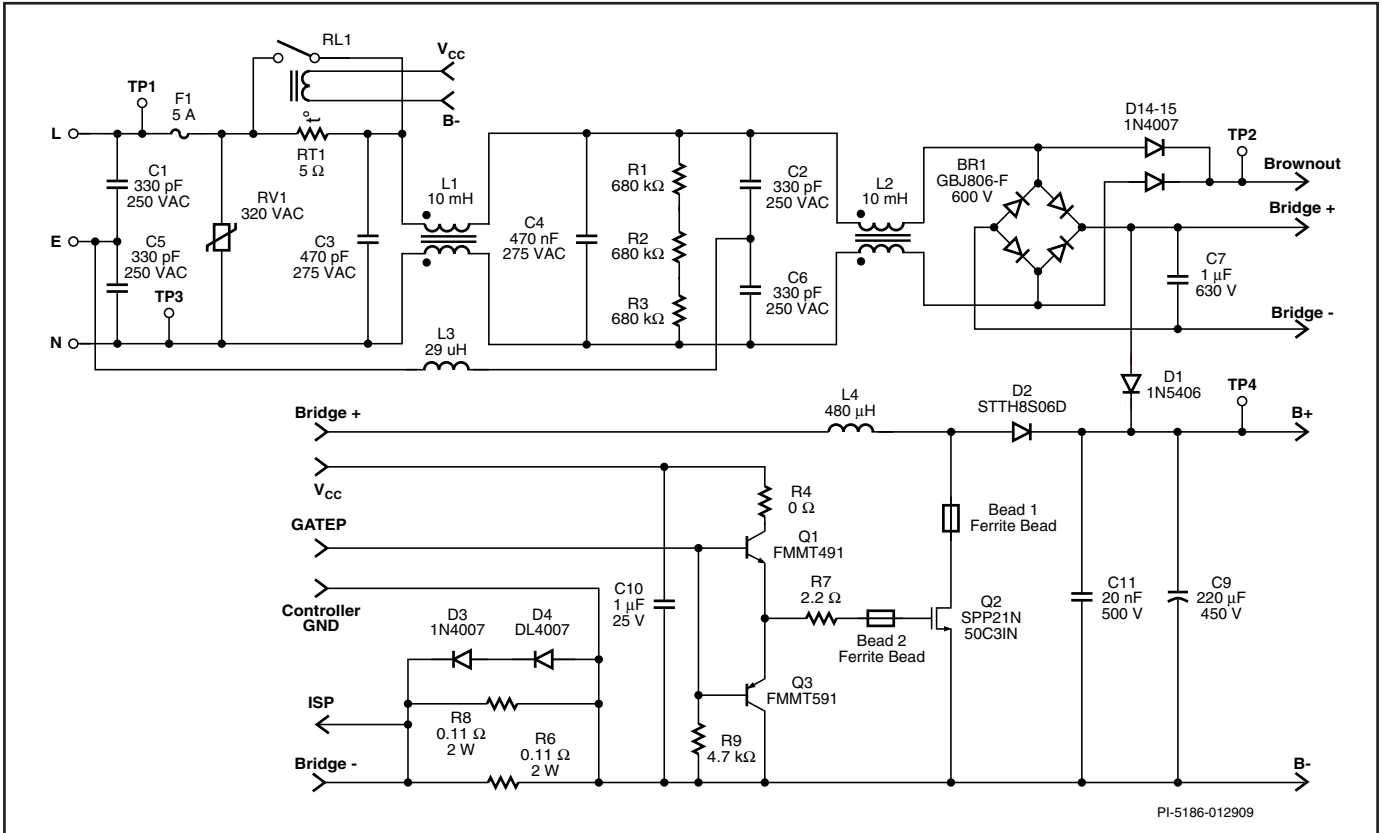 RL1
V_CC
B-
TP1
F1
5 A
L
t°
RT1
5 Ω
C1
330 pF
250 VAC
RV1
320 VAC
E
C5
330 pF
250 VAC
TP3
C3
470 pF
275 VAC
N
L1
10 mH
C4
470 nF
275 VAC
R1
680 kΩ
R2
680 kΩ
R3
680 kΩ
C2
330 pF
250 VAC
C6
330 pF
250 VAC
L3
29 uH
L2
10 mH
BR1
GBJ806-F
600 V
D14-15
1N4007
TP2
Brownout
Bridge +
C7
1 µF
630 V
Bridge -
D1
1N5406
TP4
B+
Bridge +
L4
480 µH
D2
STTH8S06D
V_CC
GATEP
Controller
GND
R4
0 Ω
Q1
FMMT491
C10
1 µF
25 V
R7
2.2 Ω
Bead 2
Ferrite Bead
Bead 1
Ferrite Bead
Q2
SPP21N
50C3IN
C11
20 nF
500 V
C9
220 µF
450 V
D3
1N4007
D4
DL4007
Q3
FMMT591
ISP
R8
0.11 Ω
2 W
R6
0.11 Ω
2 W
R9
4.7 kΩ
Bridge -
B-
PI-5186-012909